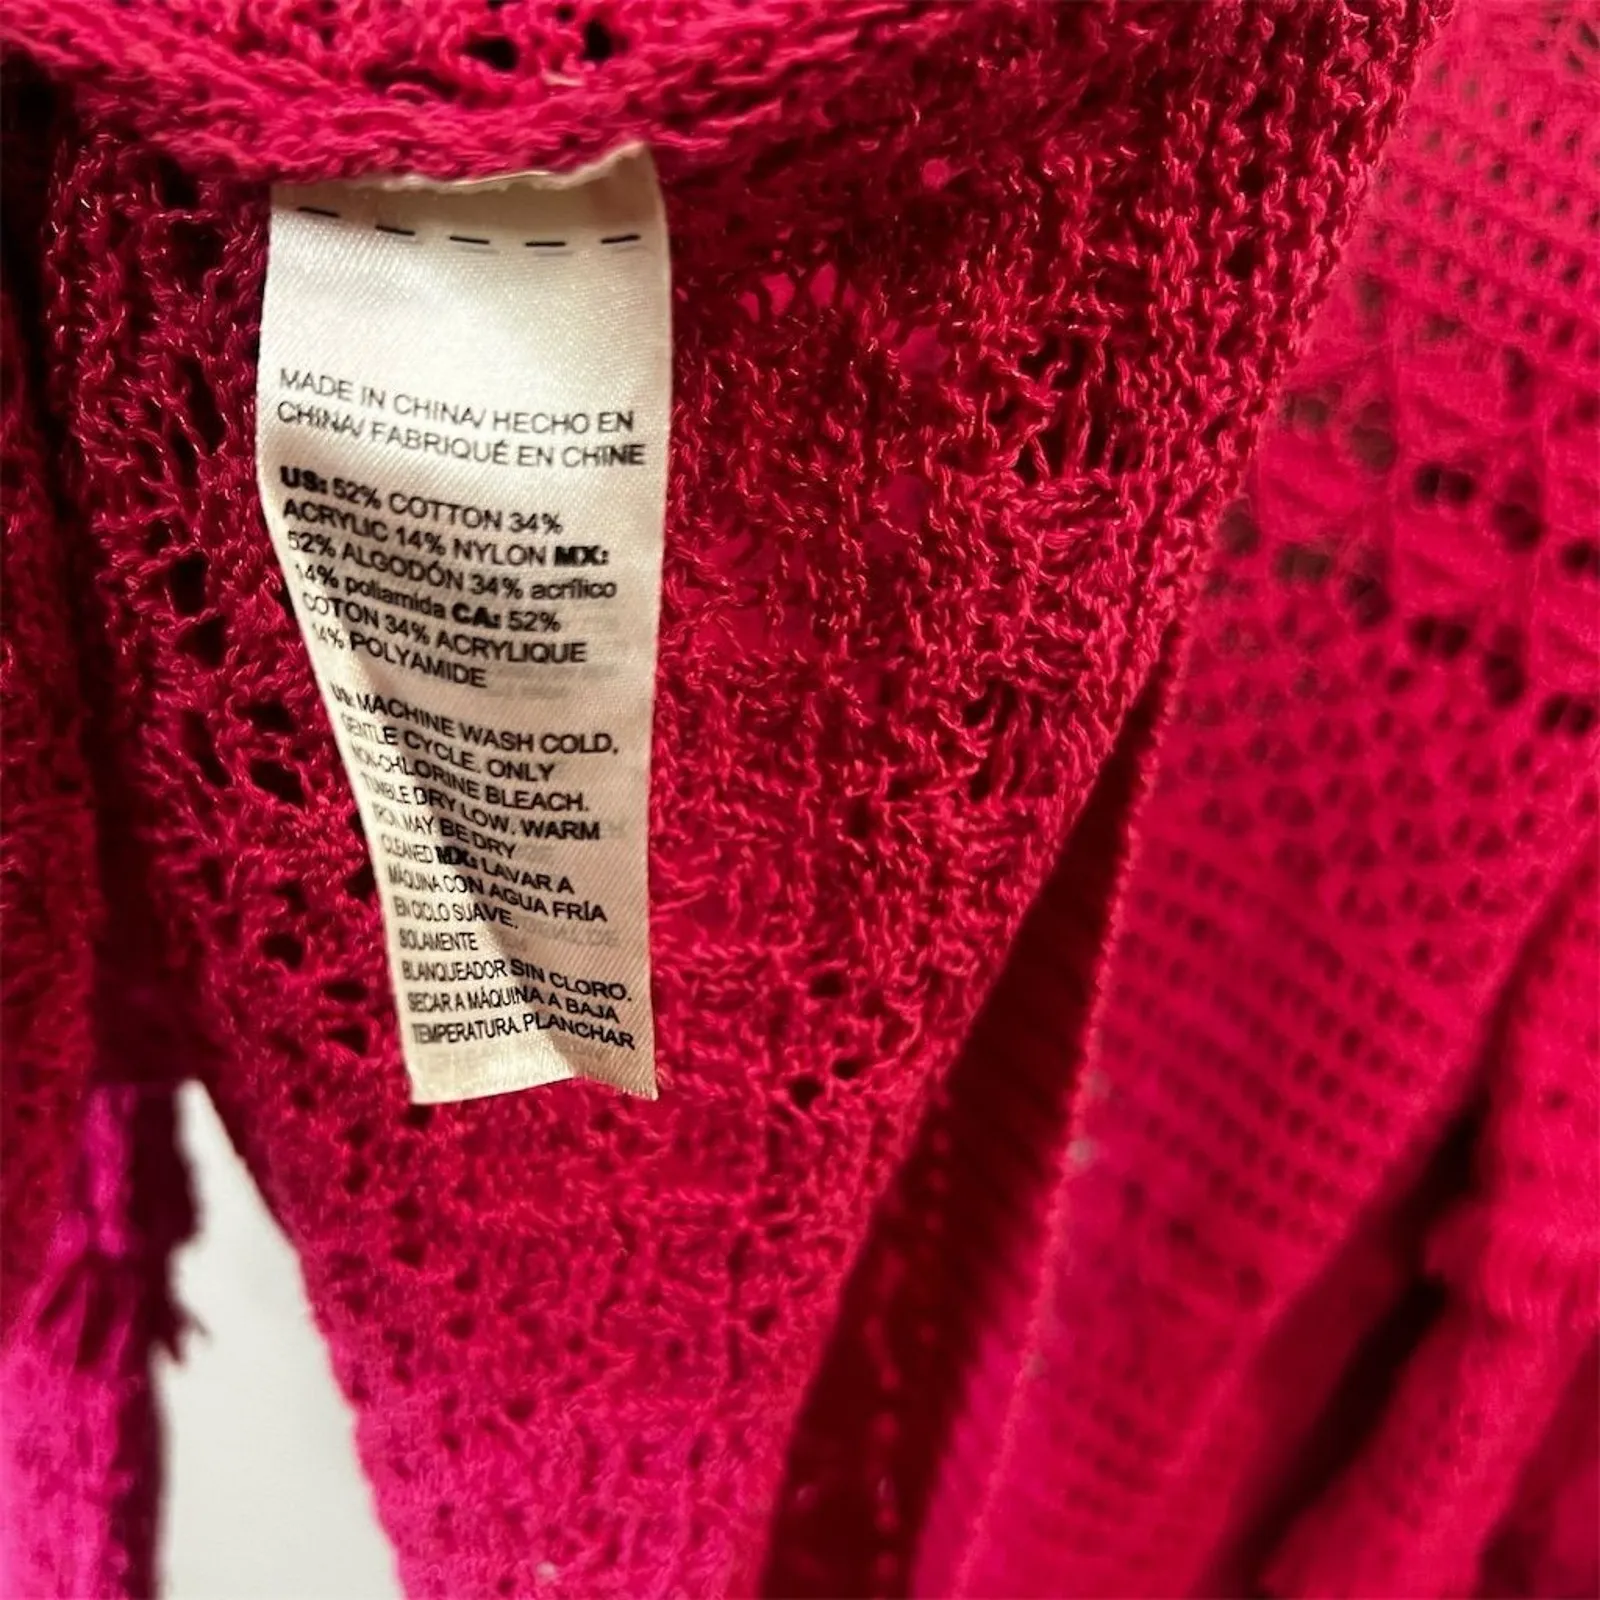 MADE IN CHINA/ HECHO EN
CHINA/ FABRIQUÉ EN CHINE
US: 52% COTTON 34%
ACRYLIC 14% NYLON MX:
52% ALGODÓN 34% acrílico
14% poliamida CA: 52%
COTON 34% ACRYLIQUE
14% POLYAMIDE
US: MACHINE WASH COLD,
GENTLE CYCLE. ONLY
NON-CHLORINE BLEACH.
TUMBLE DRY LOW. WARM
IRON. MAY BE DRY
CLEANED MX: LAVAR A
MÁQUINA CON AGUA FRÍA
EN CICLO SUAVE.
SOLAMENTE
BLANQUEADOR SIN CLORO.
SECAR A MÁQUINA A BAJA
TEMPERATURA. PLANCHAR